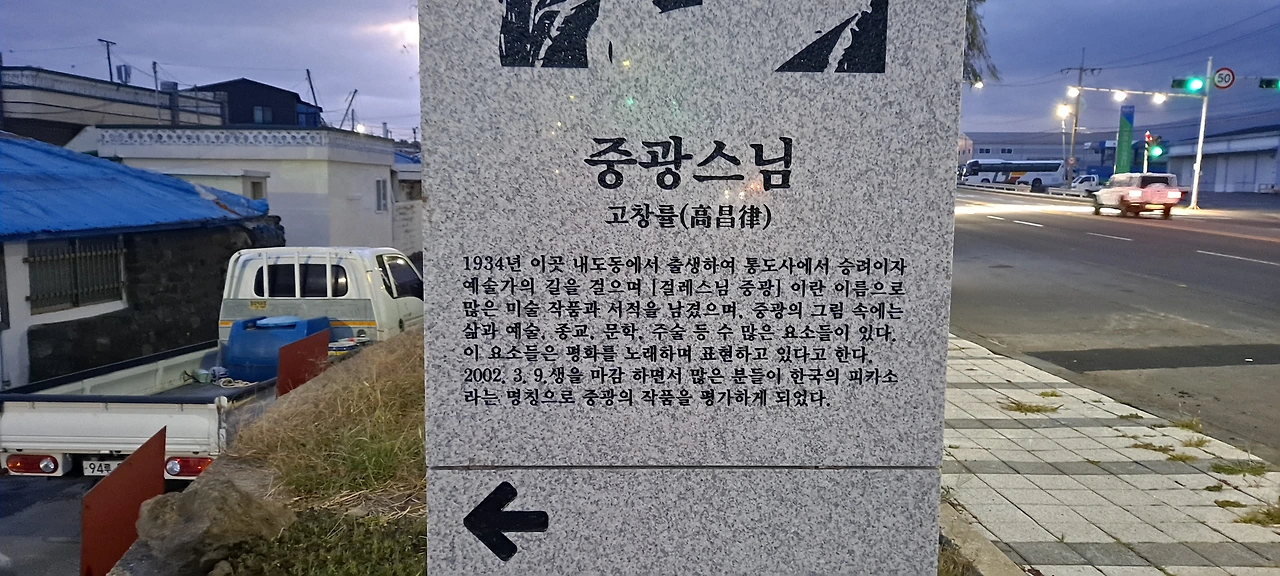 중광스님
고창률(高昌律)
1934년 이곳 내도동에서 출생하여 통도사에서 승려이자
예술가의 길을 걸으며 [걸레스님 중광] 이란 이름으로
많은 미술 작품과 서적을 남겼으며, 중광의 그림 속에는
삶과 예술, 종교, 문학, 주술 등 수 많은 요소들이 있다.
이 요소들은 평화를 노래하며 표현하고 있다고 한다.
2002. 3. 9.생을 마감 하면서 많은 분들이 한국의 피카소
라는 명칭으로 중광의 작품을 평가하게 되었다.
50
94루